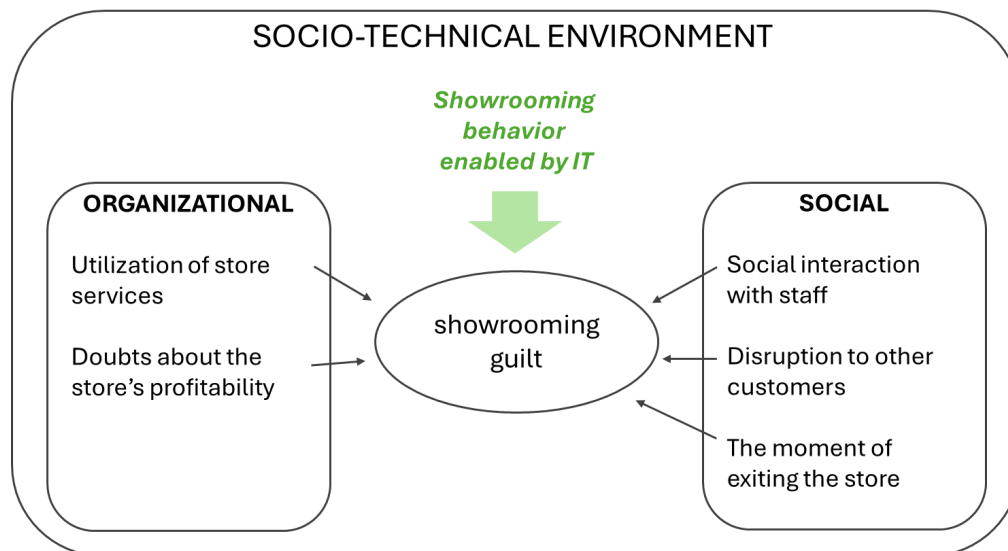 SOCIO-TECHNICAL ENVIRONMENT
Showrooming
behavior
enabled by IT
ORGANIZATIONAL
Utilization of store
services
Doubts about the
store’s profitability
showrooming
guilt
SOCIAL
Social interaction
with staff
Disruption to other
customers
The moment of
exiting the store